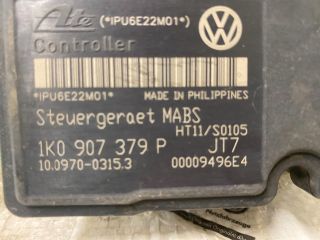 Ate (*IPU6E22M01*)
Controller
*IPU6E22M01* MADE IN PHILIPPINES
Steuergeraet MABS
HT11/S0105
1K0 907 379 P JT7
10.0970-0315.3 00009496E4